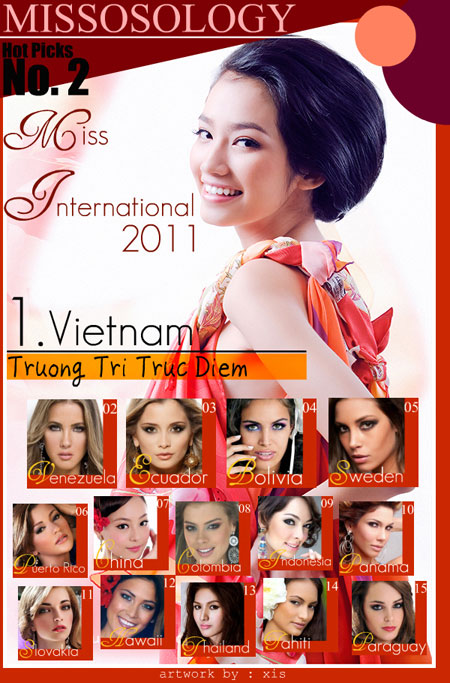 MISSOSOLOGY
Hot Picks
No. 2
Miss
International
2011
1.Vietnam
Truong Tri Truc Diem
02
Venezuela
03
Ecuador
04
Bolivia
05
Sweden
06
Puerto Rico
07
China
08
Colombia
09
Indonesia
10
Panama
11
Slovakia
12
Hawaii
13
Thailand
14
Tahiti
15
Paraguay
artwork by : xis